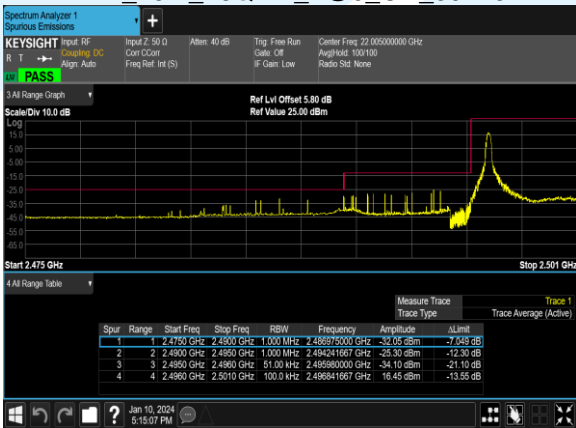 Spectrum Analyzer 1
Spurious Emissions
+
KEYSIGHT Input: RF Input Z: 50 Ω Atten: 40 dB Trig: Free Run Center Freq: 22.005000000 GHz
R T Coupling: DC Corr CCorr Gate: Off Avg|Hold: 100/100
Align: Auto Freq Ref: Int (S) IF Gain: Low Radio Std: None
LW PASS
3 All Range Graph
Ref Lvl Offset 5.80 dB
Scale/Div 10.0 dB Ref Value 25.00 dBm
Log
15.0
5.00
-5.00
-15.0
-25.0
-35.0
-45.0
-55.0
-65.0
Start 2.475 GHz Stop 2.501 GHz
4 All Range Table
Measure Trace Trace 1
Trace Type Trace Average (Active)
Spur Range Start Freq Stop Freq RBW Frequency Amplitude ΔLimit
1 1 2.4750 GHz 2.4900 GHz 1.000 MHz 2.486975000 GHz -32.05 dBm -7.049 dB
2 2 2.4900 GHz 2.4950 GHz 1.000 MHz 2.494241667 GHz -25.30 dBm -12.30 dB
3 3 2.4950 GHz 2.4960 GHz 51.00 kHz 2.495980000 GHz -34.10 dBm -21.10 dB
4 4 2.4960 GHz 2.5010 GHz 100.0 kHz 2.496841667 GHz 16.45 dBm -13.55 dB
? Jan 10, 2024
5:15:07 PM